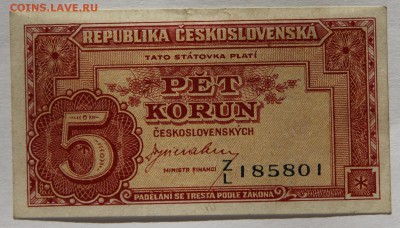 COINS.LAVE.RU
REPUBLIKA ČESKOSLOVENSKÁ
TATO STÁTOVKA PLATÍ
PĚT
KORUN
ČESKOSLOVENSKÝCH
5
MINISTR FINANCÍ
Z/L 185801
PADĚLÁNÍ SE TRESTÁ PODLE ZÁKONA